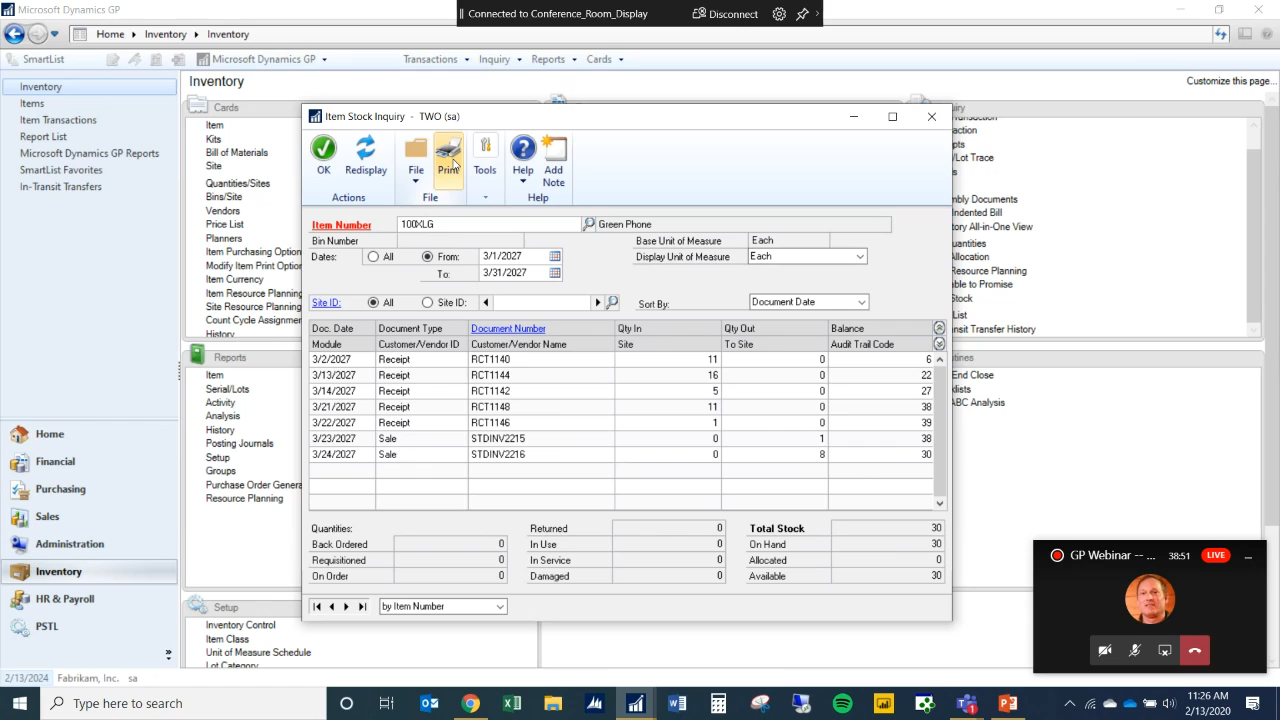 Microsoft Dynamics GP
Connected to Conference_Room_Display
Disconnect
Home
Inventory
Inventory
SmartList
Microsoft Dynamics GP
Transactions
Inquiry
Reports
Cards
Inventory
Customize this page...
Inventory
Items
Item Transactions
Report List
Microsoft Dynamics GP Reports
SmartList Favorites
In-Transit Transfers
Home
Financial
Purchasing
Sales
Administration
Inventory
HR & Payroll
PSTL
»
Cards
Item
Kits
Bill of Materials
Site
Quantities/Sites
Bins/Site
Vendors
Price List
Planners
Item Purchasing Option
Modify Item Print Option
Item Currency
Item Resource Planning
Site Resource Planning
Count Cycle Assignme
History
Reports
Item
Serial/Lots
Activity
Analysis
History
Posting Journals
Setup
Groups
Purchase Order Genera
Resource Planning
Setup
Inventory Control
Item Class
Unit of Measure Schedule
Lot Category
Item Stock Inquiry - TWO (sa)
OK
Redisplay
File
Print
Tools
Help
Add
Note
Actions
File
Help
Item Number 100XLG Green Phone
Bin Number
Base Unit of Measure Each
Dates: All From: 3/1/2027
Display Unit of Measure Each
To: 3/31/2027
Site ID: All Site ID:
Sort By: Document Date
Doc. Date Document Type Document Number Qty In Qty Out Balance
Module Customer/Vendor ID Customer/Vendor Name Site To Site Audit Trail Code
3/2/2027 Receipt RCT1140 11 0 6
3/13/2027 Receipt RCT1144 16 0 22
3/14/2027 Receipt RCT1142 5 0 27
3/21/2027 Receipt RCT1148 11 0 38
3/22/2027 Receipt RCT1146 1 0 39
3/23/2027 Sale STDINV2215 0 1 38
3/24/2027 Sale STDINV2216 0 8 30
Quantities: Returned 0 Total Stock 30
Back Ordered 0 In Use 0 On Hand 30
Requisitioned 0 In Service 0 Allocated 0
On Order 0 Damaged 0 Available 30
by Item Number
quiry
ansaction
/Lot Trace
mbly Documents
Indented Bill
tory All-in-One View
Quantities
Allocation
Resource Planning
ble to Promise
Stock
List
nsit Transfer History
utines
End Close
ABC Analysis
GP Webinar -- ...
38:51
LIVE
2/13/2024
Fabrikam, Inc.
sa
Type here to search
1
11:26 AM
2/13/2020